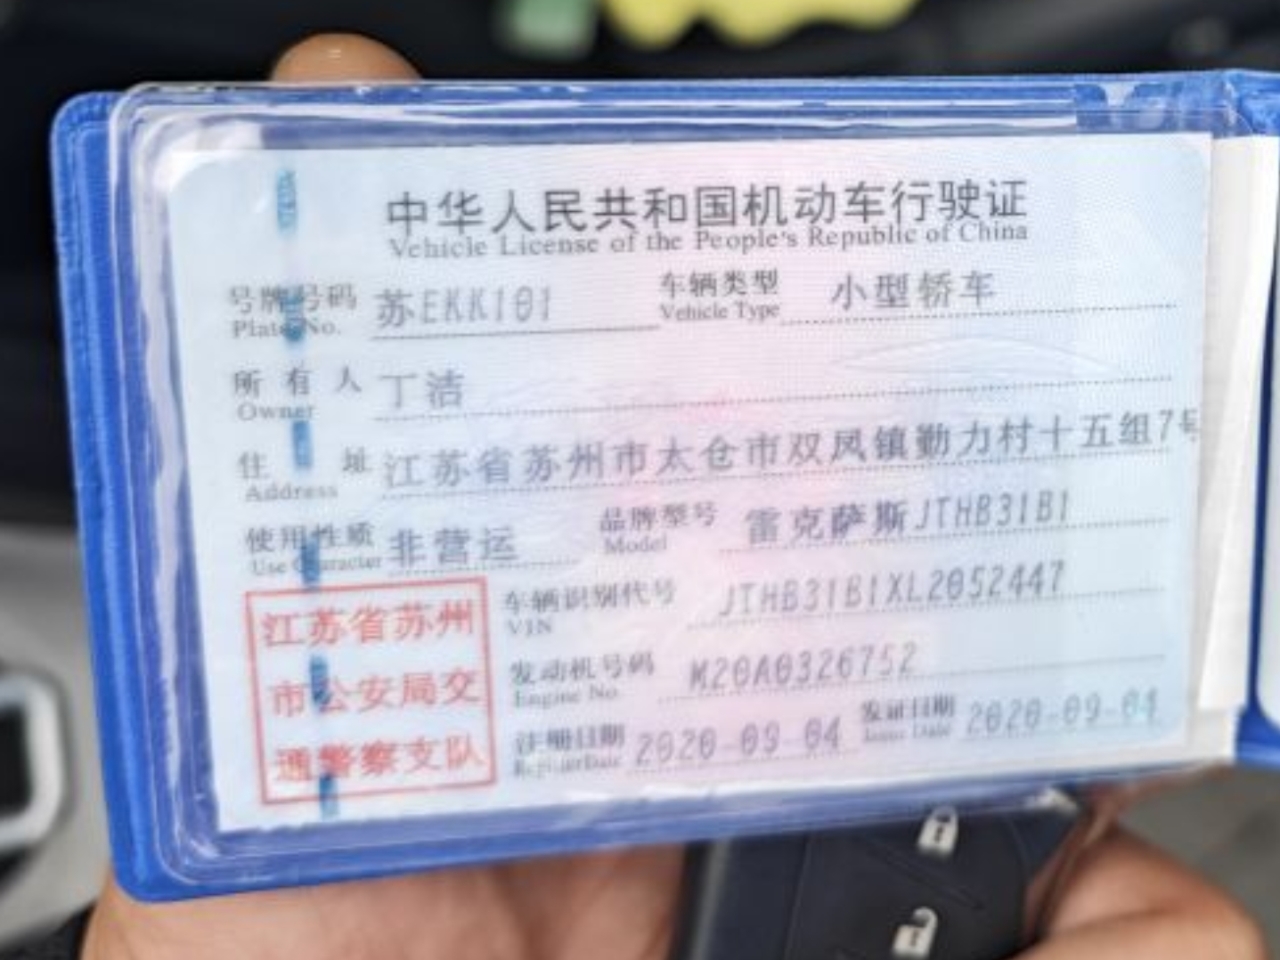 中华人民共和国机动车行驶证
Vehicle License of the People's Republic of China
号牌号码 苏EKK101 车辆类型 小型轿车
Plate No. Vehicle Type
所有人 丁洁
Owner
住址 江苏省苏州市太仓市双凤镇勤力村十五组7号
Address
使用性质 非营运 品牌型号 雷克萨斯JTHB31B1
Use Character Model
车辆识别代号 JTHB31B1XL2052447
VIN
发动机号码 M20A0326752
Engine No.
注册日期 2020-09-04 发证日期 2020-09-04
Register Date Issue Date
江苏省苏州
市公安局交
通警察支队